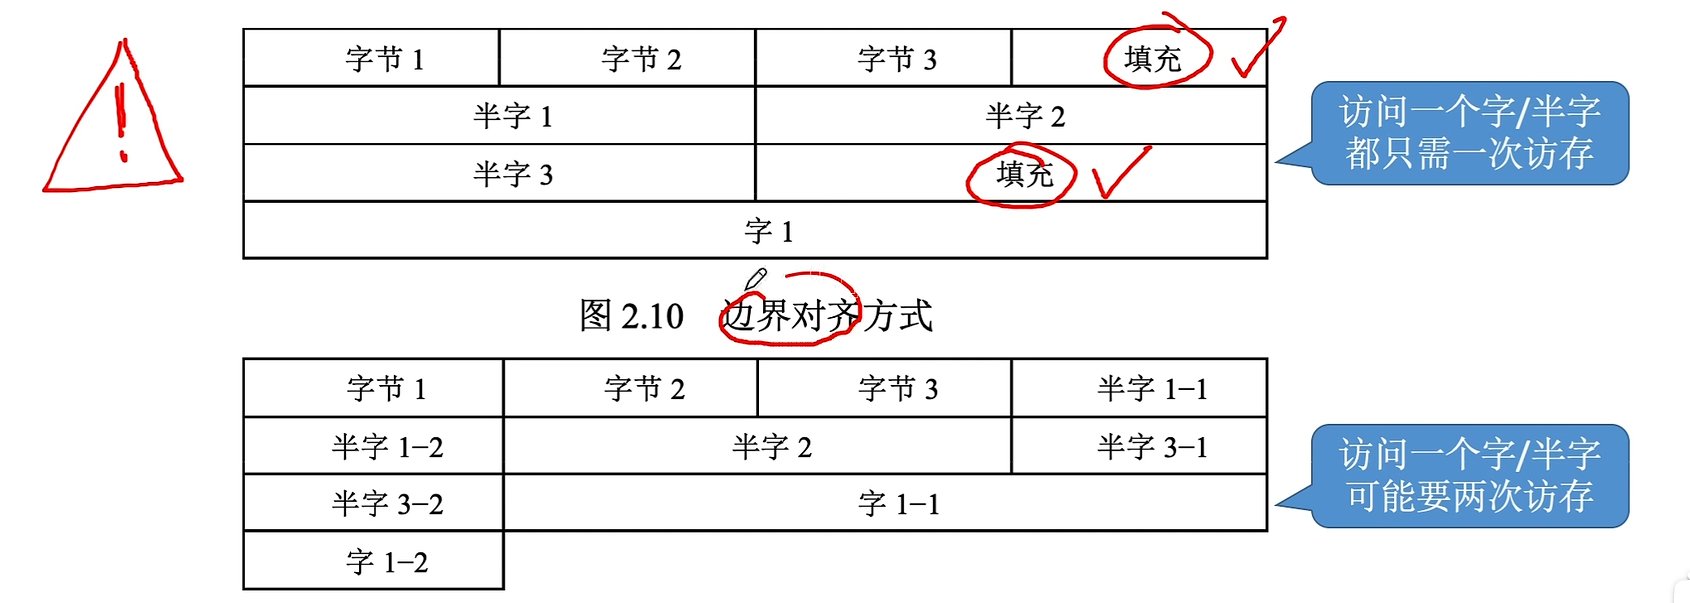 字节 1 字节 2 字节 3 填充
半字 1 半字 2
半字 3 填充
字 1
访问一个字/半字
都只需一次访存
图 2.10 边界对齐方式
字节 1 字节 2 字节 3 半字 1-1
半字 1-2 半字 2 半字 3-1
半字 3-2 字 1-1
字 1-2
访问一个字/半字
可能要两次访存
!